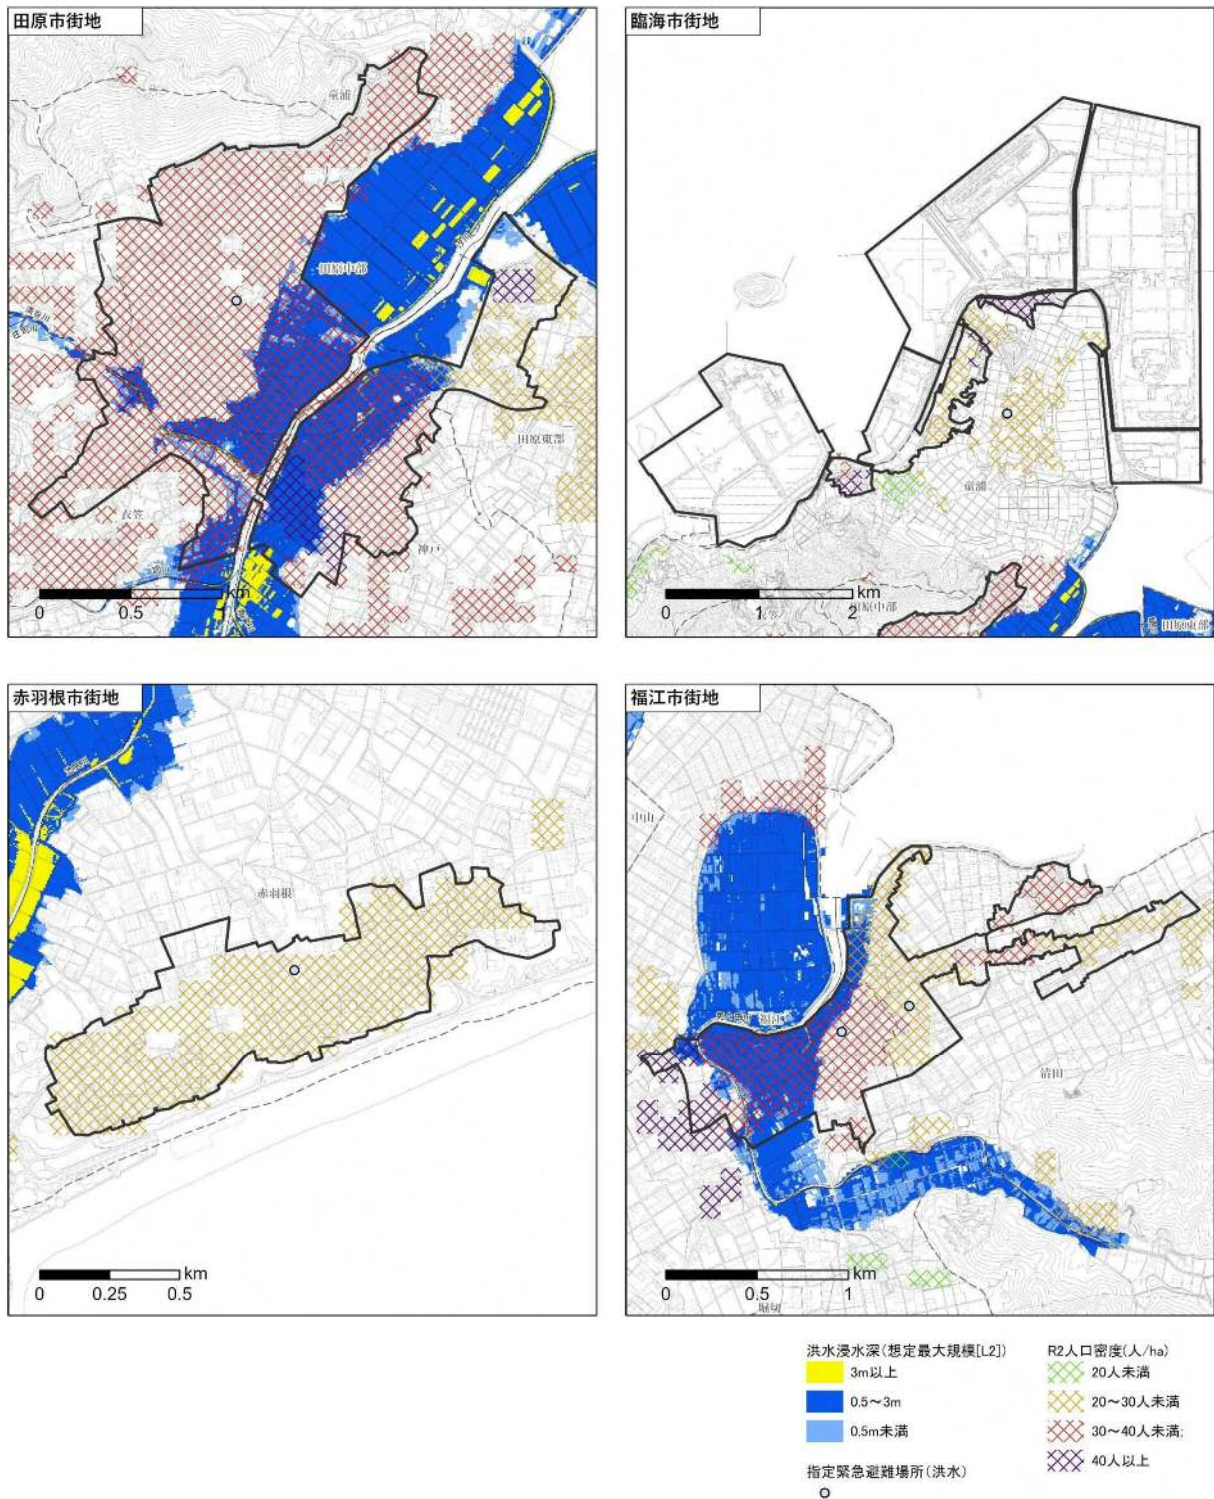 田原市街地
童浦
田原中部
田原東部
衣笠
神戸
km
0
0.5
1
臨海市街地
童浦
田原中部
衣笠
田原東部
km
0
1
2
赤羽根市街地
赤羽根
km
0
0.25
0.5
福江市街地
中山
福江
清田
堀切
km
0
0.5
1
洪水浸水深(想定最大規模[L2])
3m以上
0.5～3m
0.5m未満
指定緊急避難場所(洪水)
R2人口密度(人/ha)
20人未満
20～30人未満
30～40人未満:
40人以上